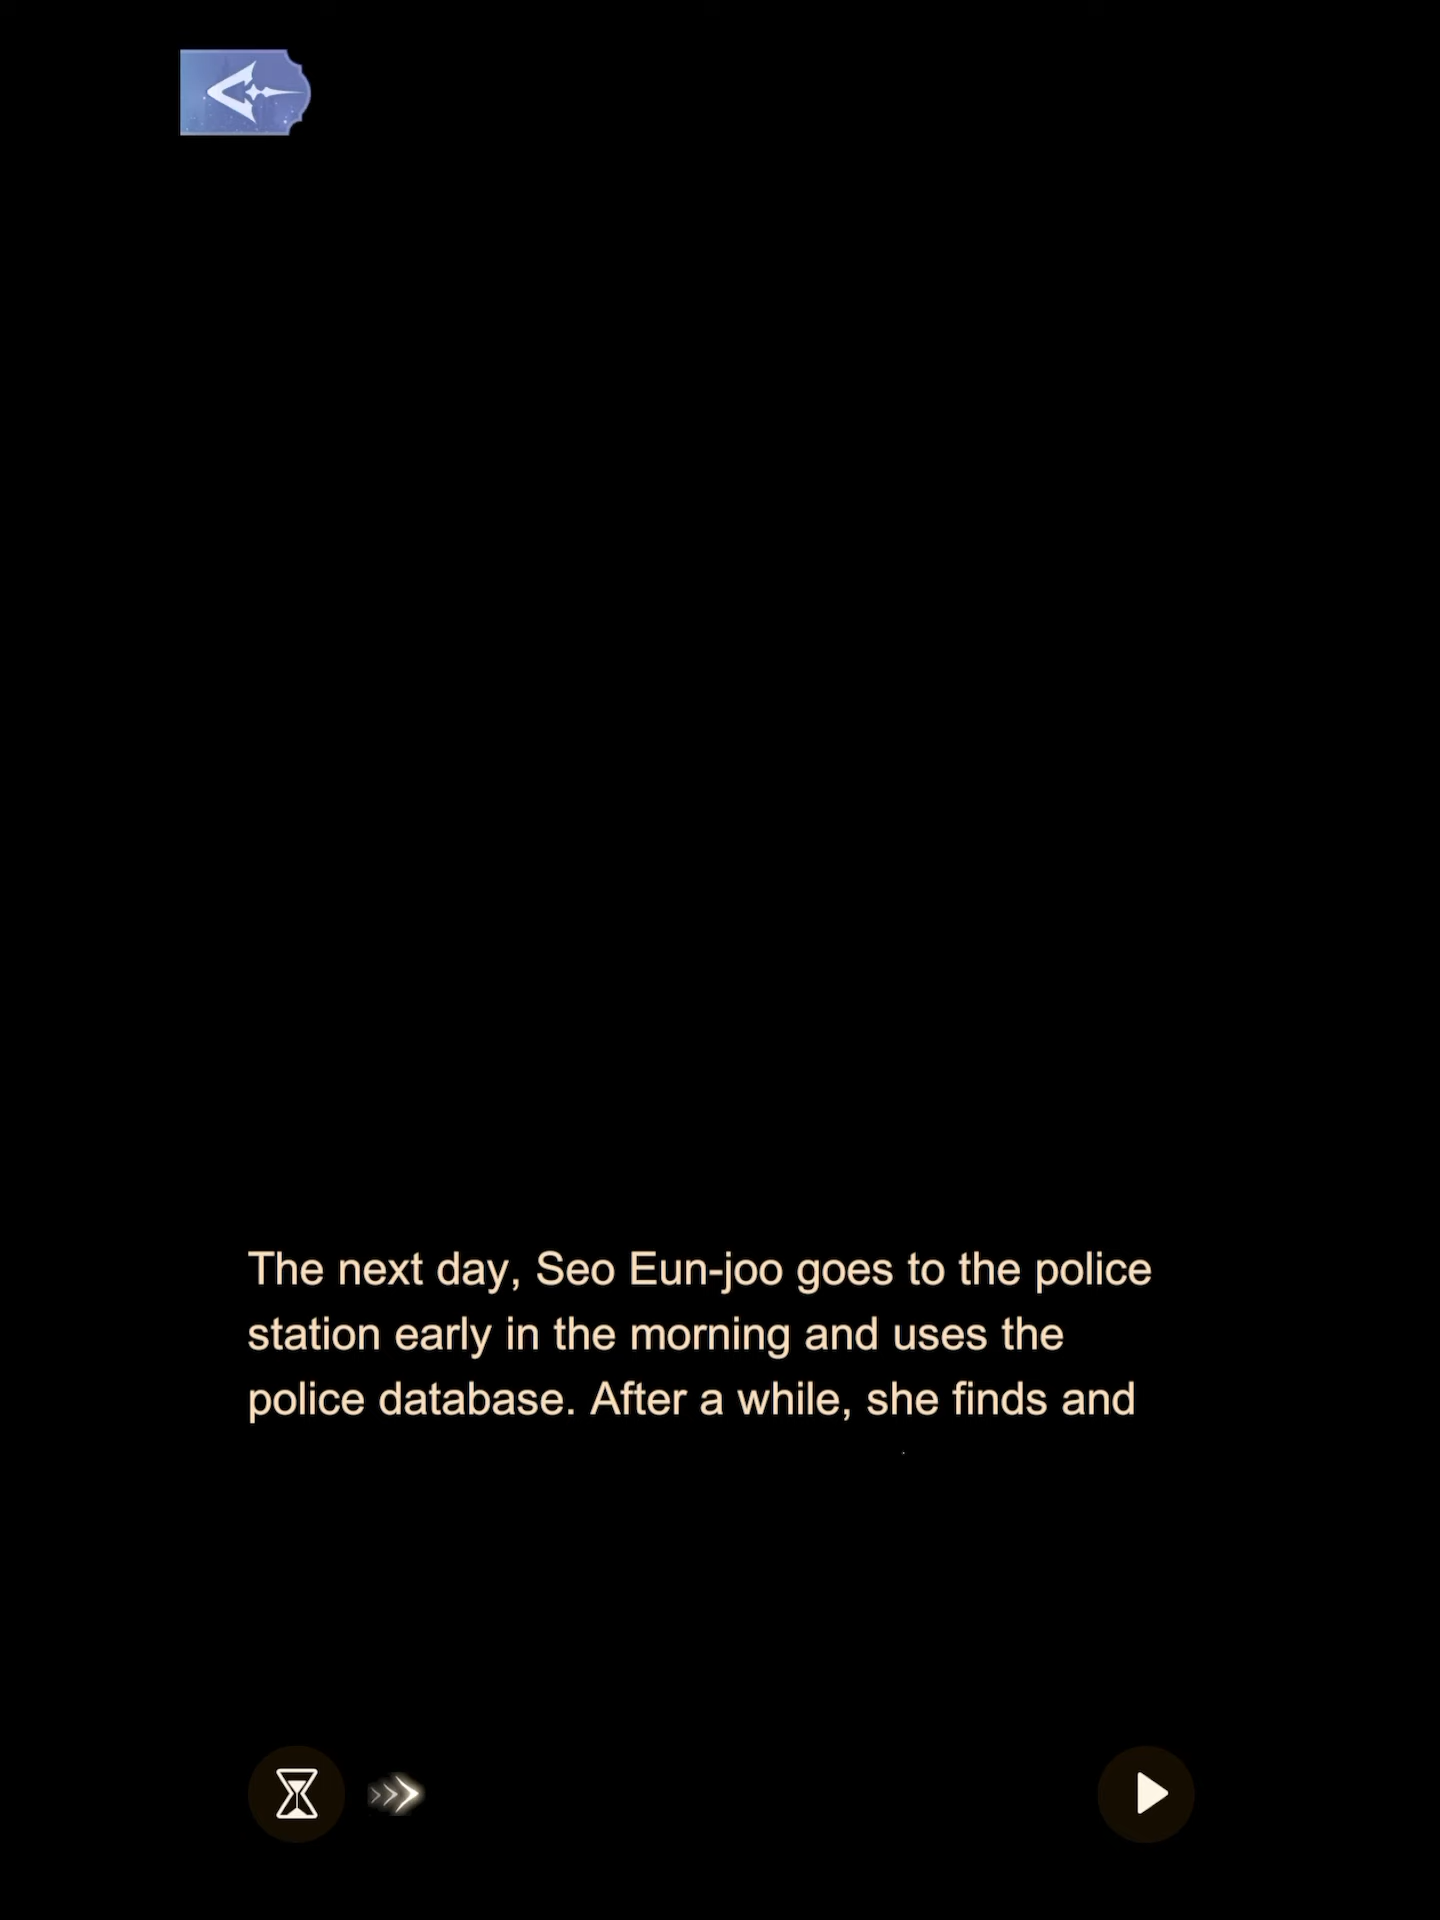 The next day, Seo Eun-joo goes to the police
station early in the morning and uses the
police database. After a while, she finds and